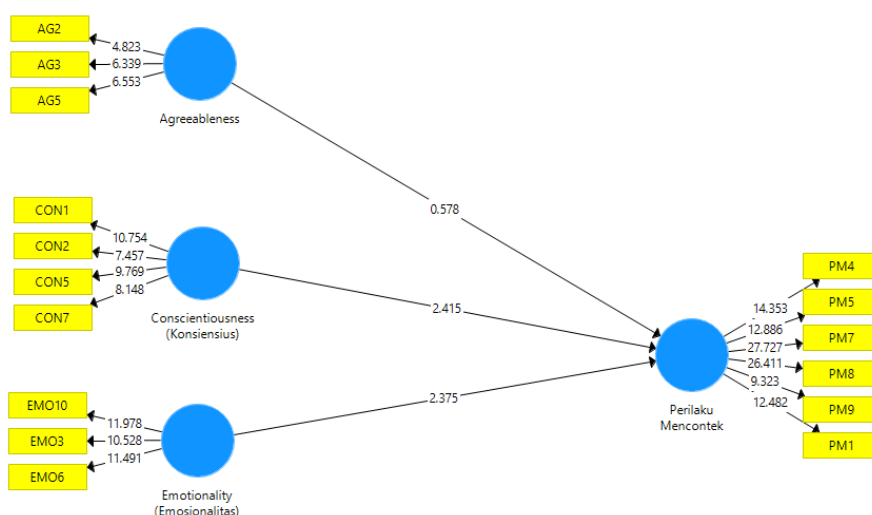 AG2
4.823
AG3
6.339
AG5
6.553
Agreeableness
0.578
CON1
10.754
CON2
7.457
CON5
9.769
CON7
8.148
Conscientiousness
(Konsiensius)
2.415
EMO10
11.978
EMO3
10.528
EMO6
11.491
Emotionality
(Emosionalitas)
2.375
Perilaku
Mencontek
PM4
14.353
PM5
12.886
PM7
27.727
PM8
26.411
PM9
9.323
PM1
12.482